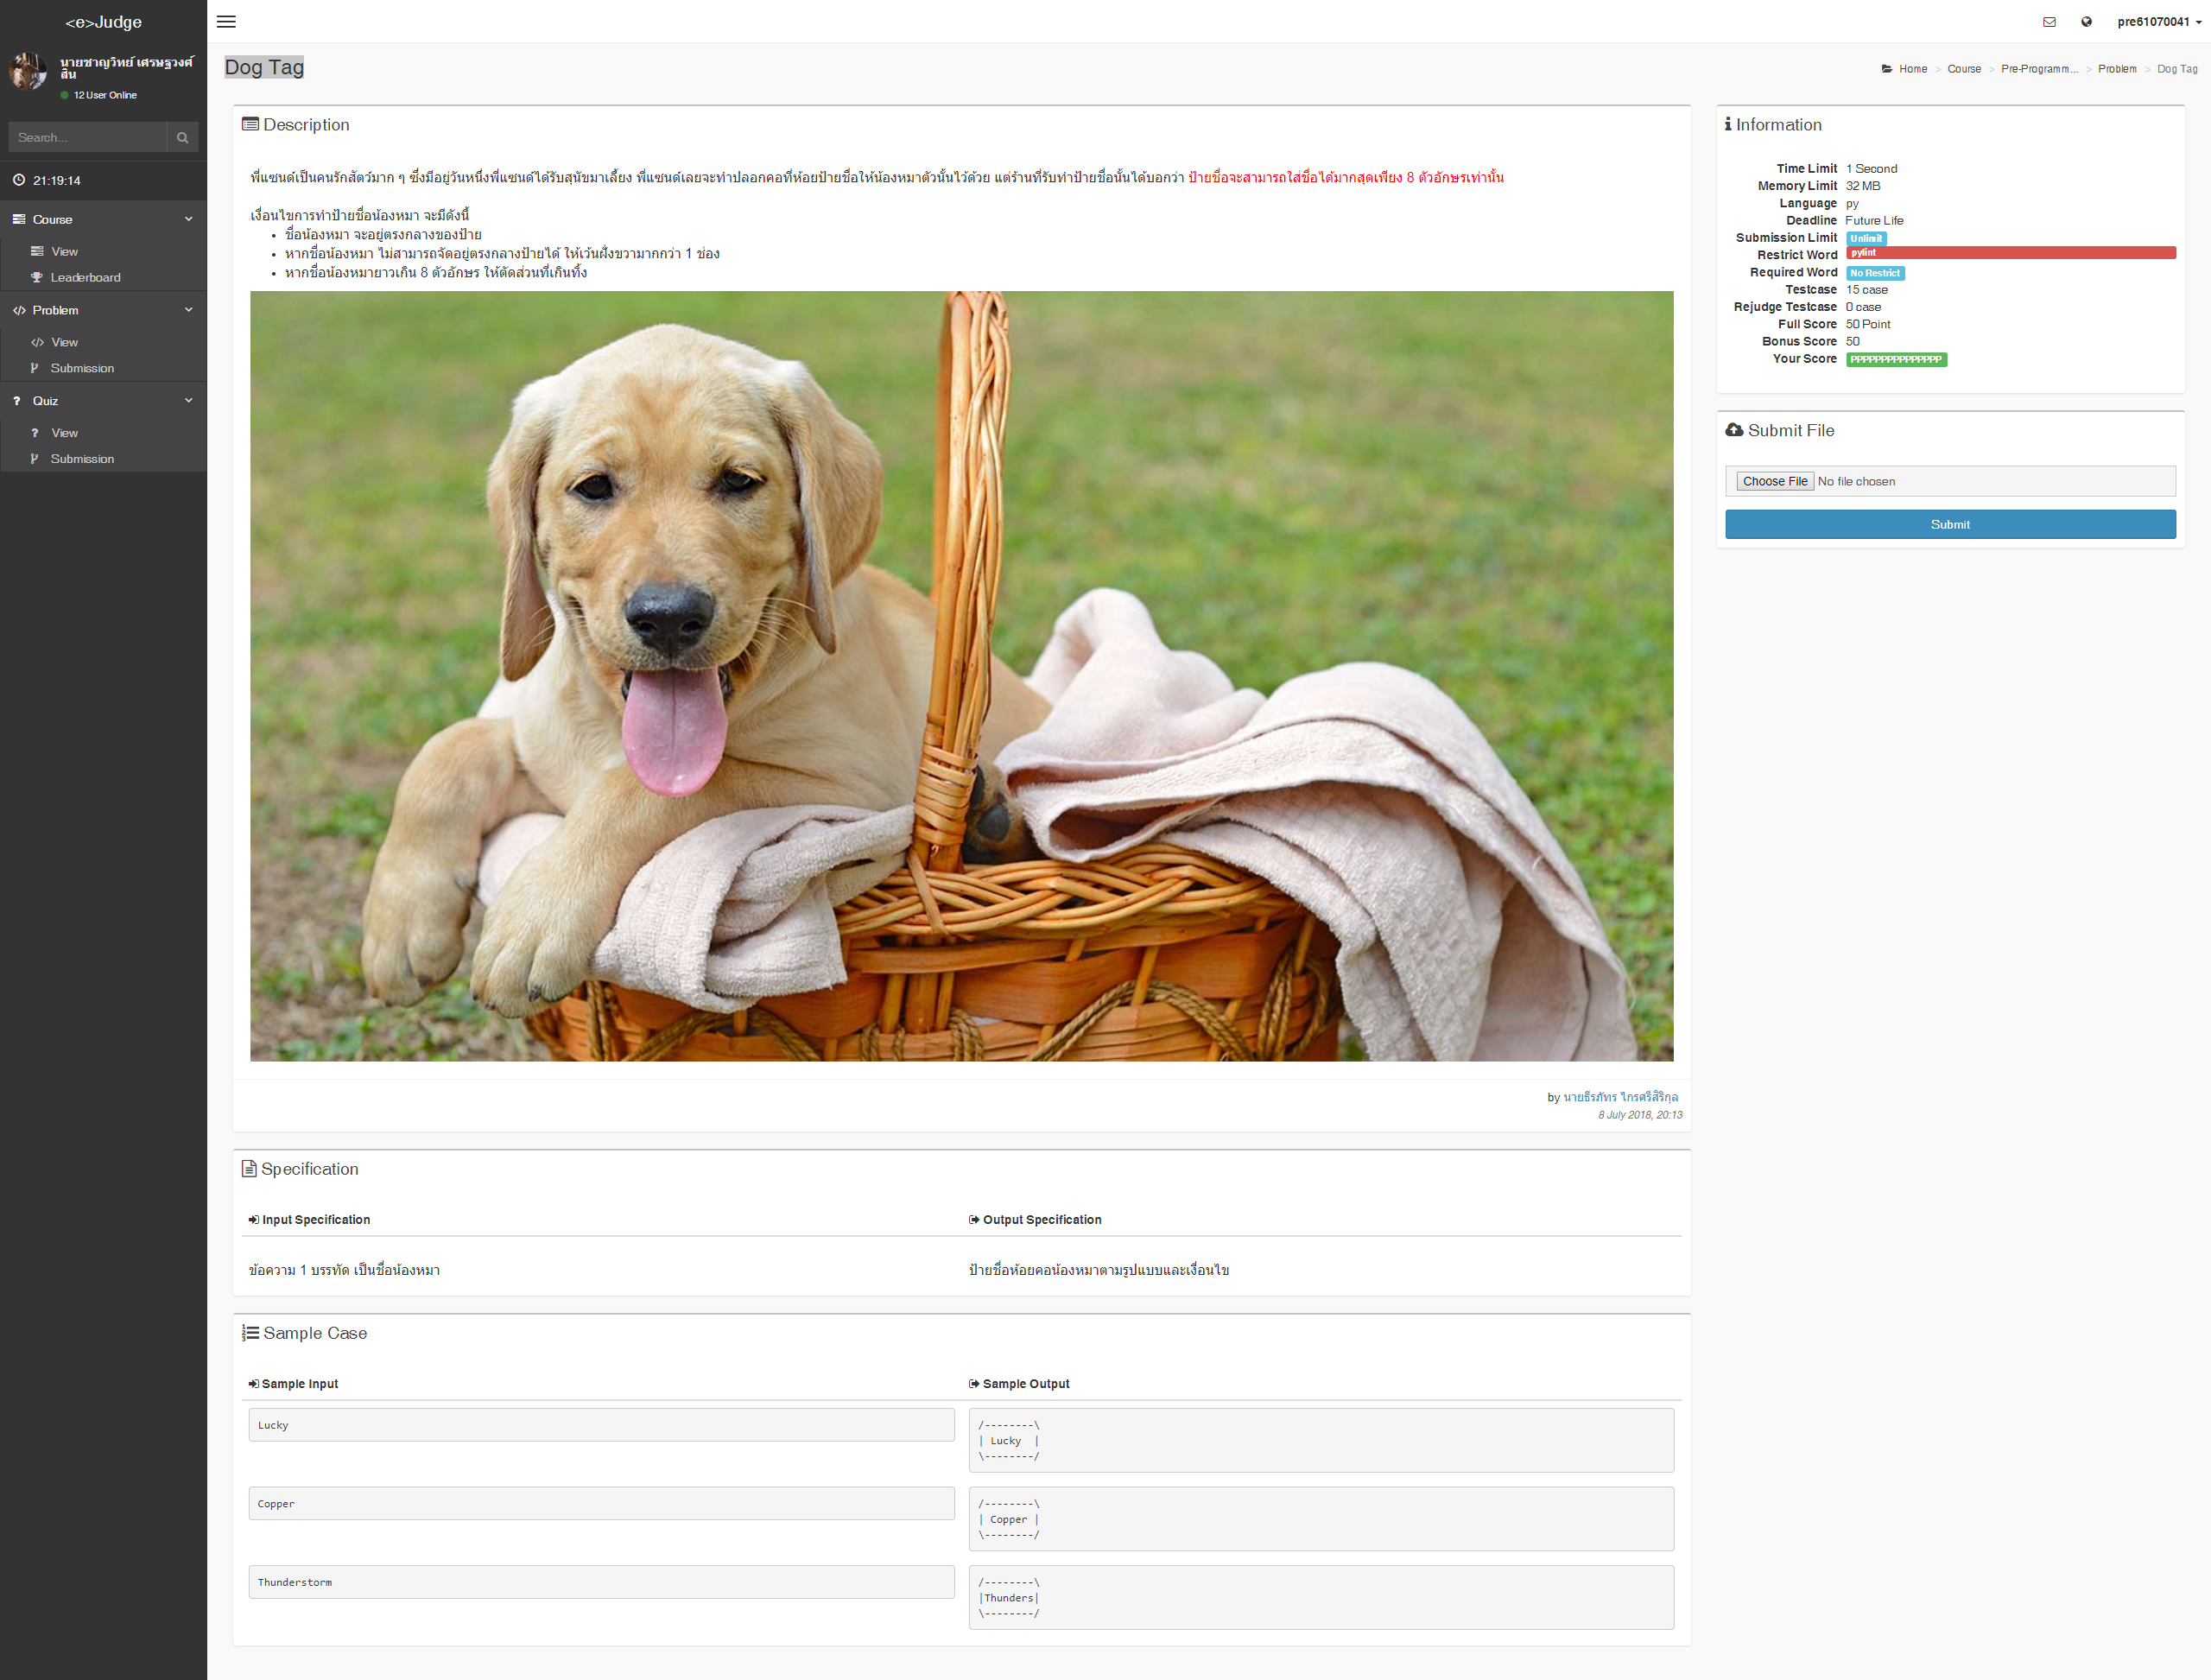 <e>Judge
pre61070041
นายชาญวิทย์ เศรษฐวงศ์
สิน
12 User Online
Search...
21:19:14
Course
View
Leaderboard
Problem
View
Submission
Quiz
View
Submission
Dog Tag
Home > Course > Pre-Programm... > Problem > Dog Tag
Description
พี่แซนด์เป็นคนรักสัตว์มาก ๆ ซึ่งมีอยู่วันหนึ่งพี่แซนด์ได้รับสุนัขมาเลี้ยง พี่แซนด์เลยจะทำปลอกคอที่ห้อยป้ายชื่อให้น้องหมาตัวนั้นไว้ด้วย แต่ร้านที่รับทำป้ายชื่อนั้นได้บอกว่า ป้ายชื่อจะสามารถใส่ชื่อได้มากสุดเพียง 8 ตัวอักษรเท่านั้น
เงื่อนไขการทำป้ายชื่อน้องหมา จะมีดังนี้
• ชื่อน้องหมา จะอยู่ตรงกลางของป้าย
• หากชื่อน้องหมา ไม่สามารถจัดอยู่ตรงกลางป้ายได้ ให้เว้นฝั่งขวามากกว่า 1 ช่อง
• หากชื่อน้องหมายาวเกิน 8 ตัวอักษร ให้ตัดส่วนที่เกินทิ้ง
by นายธีรภัทร ไกรศรีสิริกุล
8 July 2018, 20:13
Specification
Input Specification
ข้อความ 1 บรรทัด เป็นชื่อน้องหมา
Output Specification
ป้ายชื่อห้อยคอน้องหมาตามรูปแบบและเงื่อนไข
Sample Case
Sample Input
Sample Output
Lucky
/--------\
| Lucky  |
\--------/
Copper
/--------\
| Copper |
\--------/
Thunderstorm
/--------\
|Thunders|
\--------/
Information
Time Limit 1 Second
Memory Limit 32 MB
Language py
Deadline Future Life
Submission Limit Unlimit
Restrict Word pylint
Required Word No Restrict
Testcase 15 case
Rejudge Testcase 0 case
Full Score 50 Point
Bonus Score 50
Your Score PPPPPPPPPPPPPPP
Submit File
Choose File No file chosen
Submit